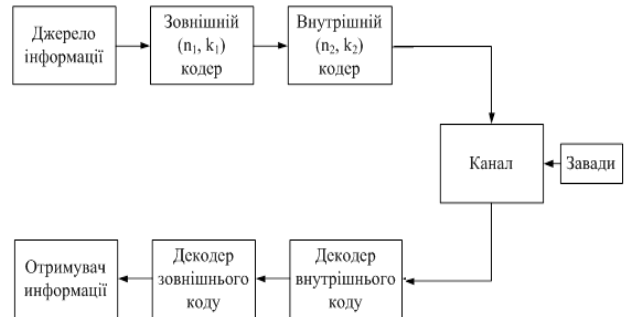 Джерело
інформації
Зовнішній
(n₁, k₁)
кодер
Внутрішній
(n₂, k₂)
кодер
Канал
Завади
Отримувач
информації
Декодер
зовнішнього
коду
Декодер
внутрішнього
коду